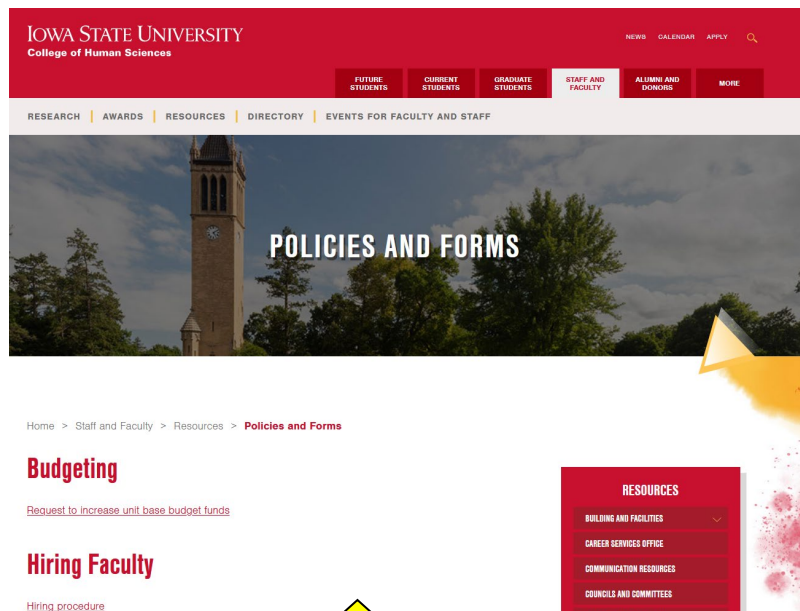 IOWA STATE UNIVERSITY
College of Human Sciences
NEWS CALENDAR APPLY
FUTURE STUDENTS
CURRENT STUDENTS
GRADUATE STUDENTS
STAFF AND FACULTY
ALUMNI AND DONORS
MORE
RESEARCH AWARDS RESOURCES DIRECTORY EVENTS FOR FACULTY AND STAFF
POLICIES AND FORMS
Home > Staff and Faculty > Resources > Policies and Forms
Budgeting
Request to increase unit base budget funds
Hiring Faculty
Hiring procedure
RESOURCES
BUILDING AND FACILITIES
CAREER SERVICES OFFICE
COMMUNICATION RESOURCES
COUNCILS AND COMMITTEES